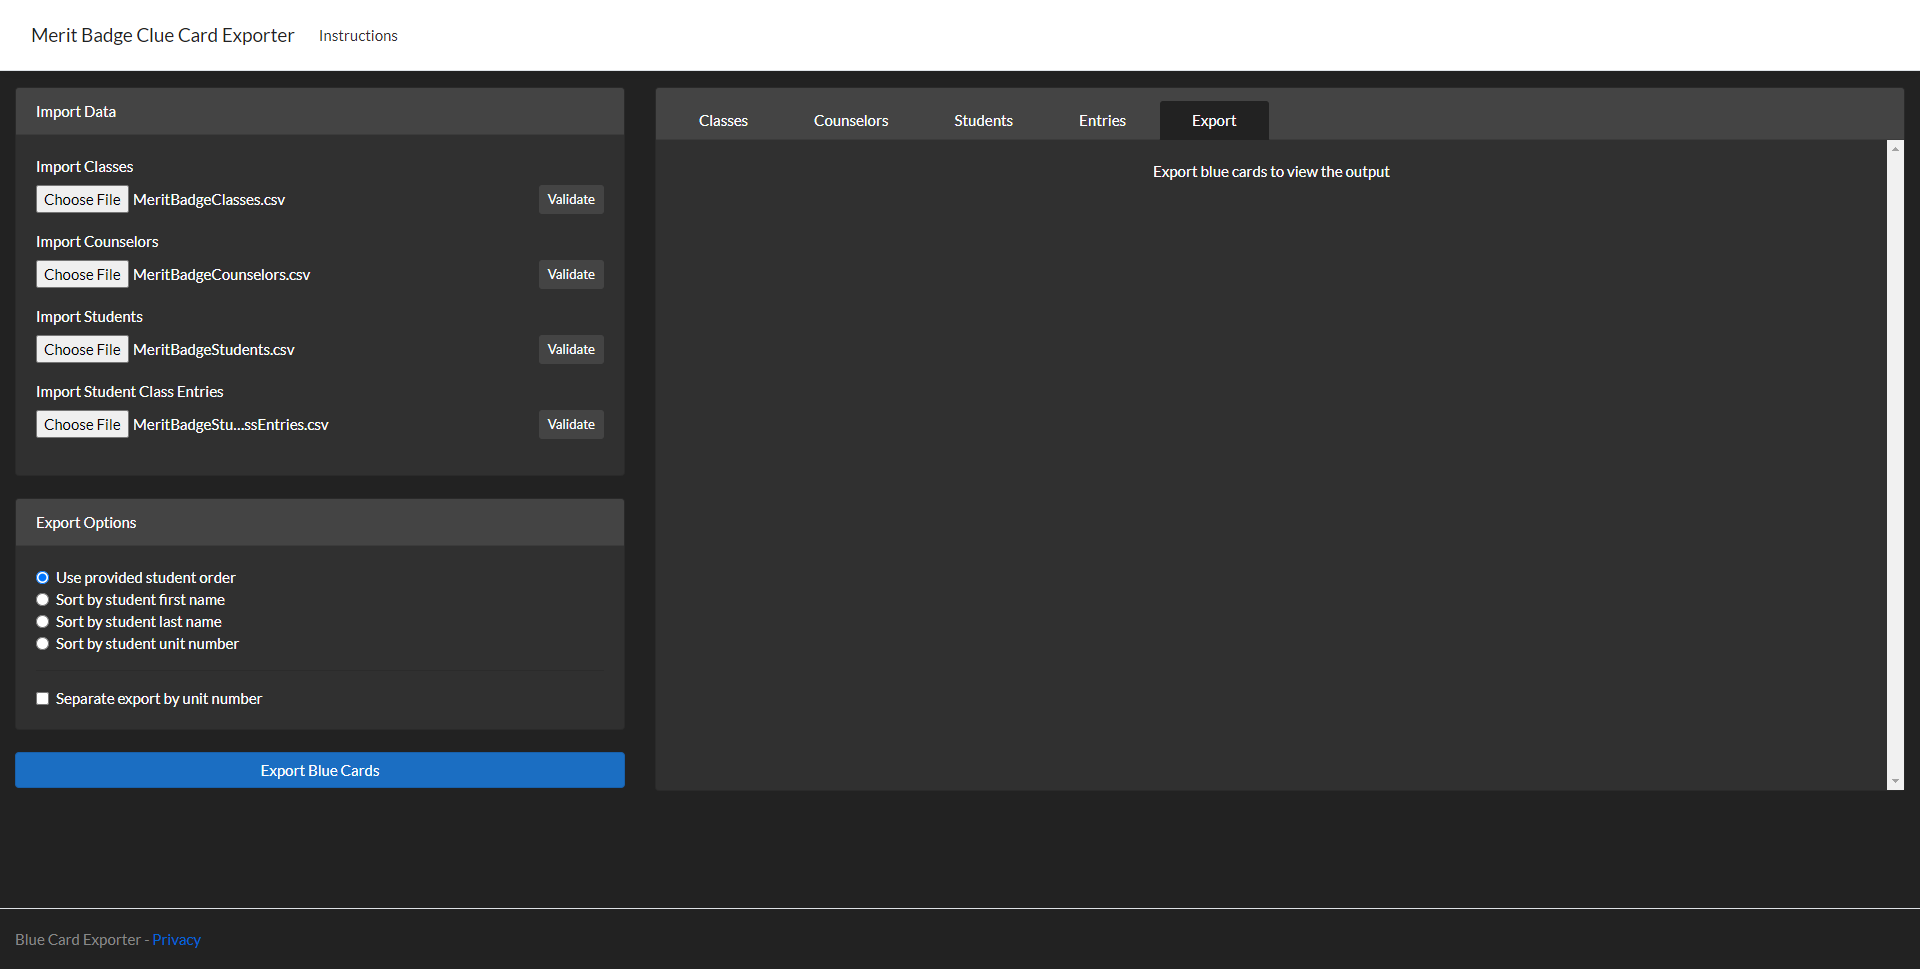 Merit Badge Clue Card Exporter Instructions
Import Data
Import Classes
Choose File MeritBadgeClasses.csv Validate
Import Counselors
Choose File MeritBadgeCounselors.csv Validate
Import Students
Choose File MeritBadgeStudents.csv Validate
Import Student Class Entries
Choose File MeritBadgeStu...ssEntries.csv Validate
Export Options
Use provided student order
Sort by student first name
Sort by student last name
Sort by student unit number
Separate export by unit number
Export Blue Cards
Classes Counselors Students Entries Export
Export blue cards to view the output
Blue Card Exporter - Privacy